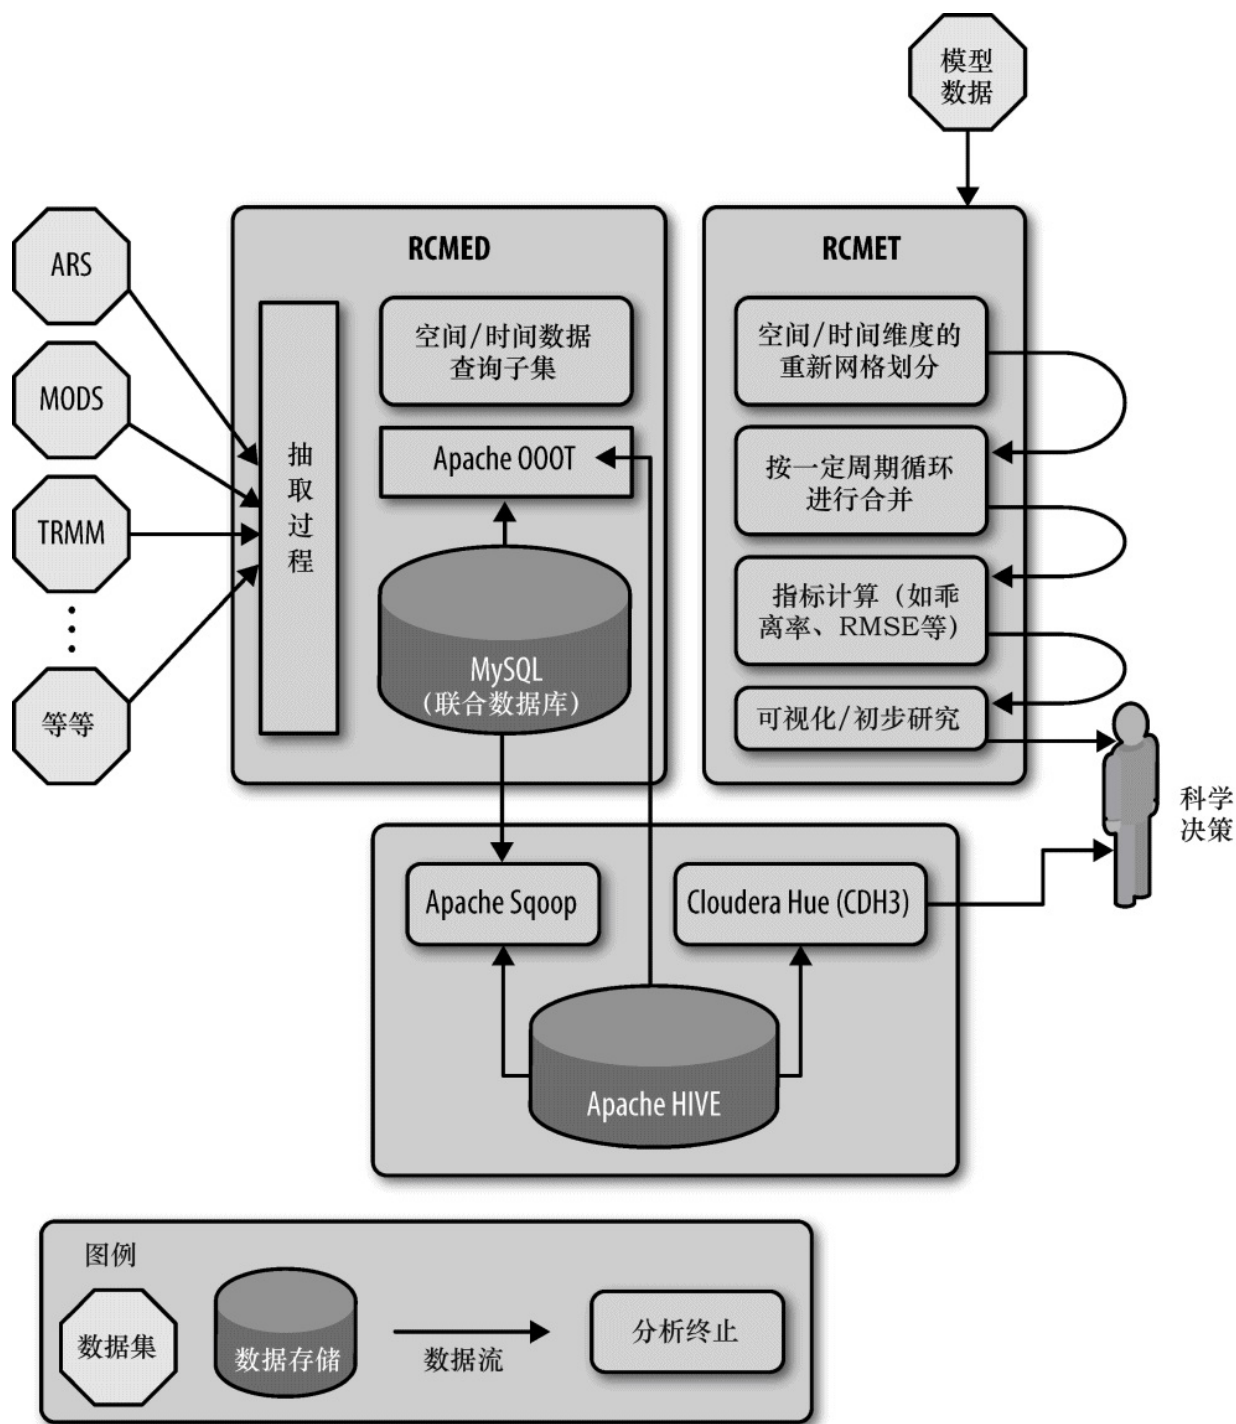 模型
数据
RCMED
RCMET
ARS
MODS
TRMM
等等
抽取过程
空间/时间数据
查询子集
Apache OOOT
MySQL
(联合数据库)
空间/时间维度的
重新网格划分
按一定周期循环
进行合并
指标计算（如乖
离率、RMSE等）
可视化/初步研究
科学
决策
Apache Sqoop
Cloudera Hue (CDH3)
Apache HIVE
图例
数据集
数据存储
数据流
分析终止